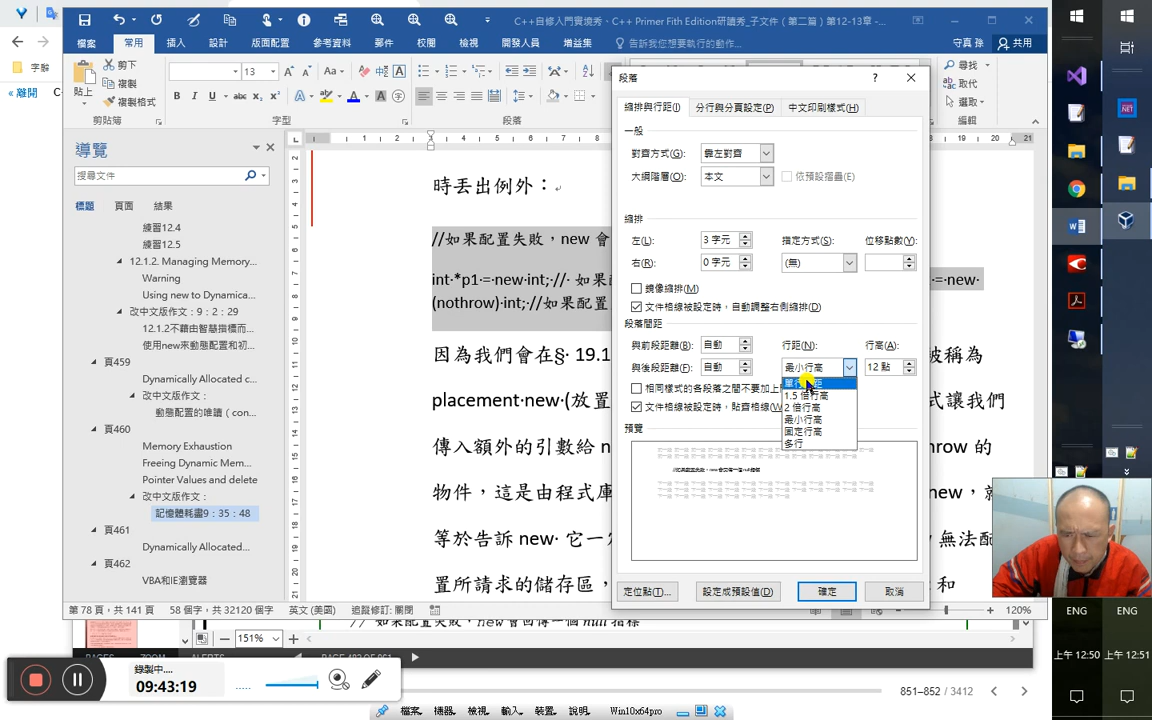 C++自修入門實境秀、C++ Primer Fith Edition研讀秀_子文件(第二篇)第12-13章 -...
檔案 常用 插入 設計 版面配置 參考資料 郵件 校閱 檢視 開發人員 增益集 告訴我您想要執行的動作... 守真 孫 共用
字齡
« 離開
貼上
剪下
複製
複製格式
13
尋找
取代
選取
剪貼簿 字型 段落 編輯
導覽
搜尋文件
標題 頁面 結果
練習12.4
練習12.5
12.1.2. Managing Memory...
Warning
Using new to Dynamica...
改中文版作文:9:2:29
12.1.2不藉由智慧指標而...
使用new來動態配置和初...
頁459
Dynamically Allocated c...
改中文版作文:
動態配置的唯讀(con...
頁460
Memory Exhaustion
Freeing Dynamic Mem...
Pointer Values and delete
改中文版作文:
記憶體耗盡9:35:48
頁461
Dynamically Allocated...
頁462
VBA和IE瀏覽器
時丟出例外:
//如果配置失敗,new 會
int *p1 = new int;// 如果
= new
(nothrow) int;//如果配置
因為我們會在§ 19.1
被稱為
placement new (放置
式讓我們
傳入額外的引數給 n
hrow 的
物件,這是由程式庫
new,
等於告訴 new 它一
無法配
置所請求的儲存區,
和
段落
縮排與行距(I) 分行與分頁設定(P) 中文印刷樣式(H)
一般
對齊方式(G): 靠左對齊
大綱階層(O): 本文 依預設摺疊(E)
縮排
左(L): 3 字元 指定方式(S): 位移點數(Y):
右(R): 0 字元 (無)
鏡像縮排(M)
文件格線被設定時,自動調整右側縮排(D)
段落間距
與前段距離(B): 自動 行距(N): 行高(A):
與後段距離(F): 自動 最小行高 12 點
相同樣式的各段落之間不要加上
文件格線被設定時,貼齊格線(W)
1.5 倍行高
2 倍行高
最小行高
固定行高
多行
預覽
定位點(T)... 設定成預設值(D) 確定 取消
第 78 頁,共 141 頁 58 個字,共 32120 個字 英文 (美國) 追蹤修訂: 關閉 120%
151%
// 如果配置失敗,new會回傳一個 null 指標
錄製中....
09:43:19
851–852 / 3412
檔案 機器 檢視 輸入 裝置 說明 Win10x64pro
ENG ENG
上午 12:50 上午 12:51